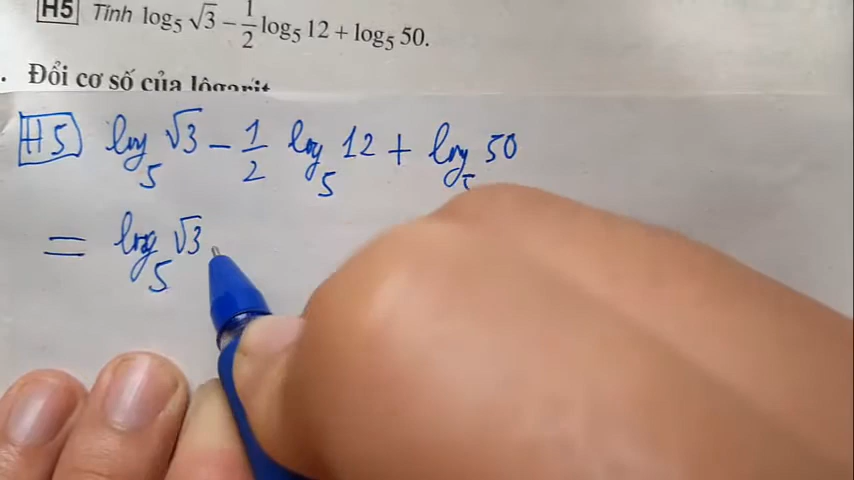 H5 Tính log₅ √3 − 1/2 log₅ 12 + log₅ 50.
. Đổi cơ số của lôgarit
H5 log₅ √3 − 1/2 log₅ 12 + log₅ 50
= log₅ √3